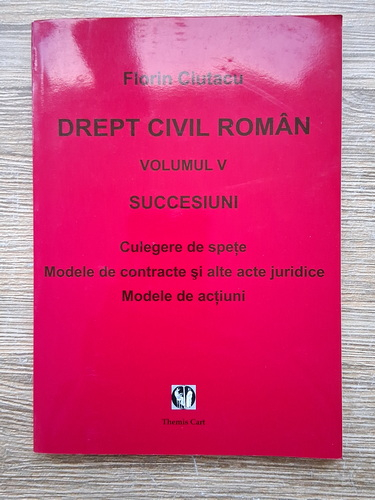 Florin Ciutacu
DREPT CIVIL ROMÂN
VOLUMUL V
SUCCESIUNI
Culegere de spețe
Modele de contracte și alte acte juridice
Modele de acțiuni
Themis Cart